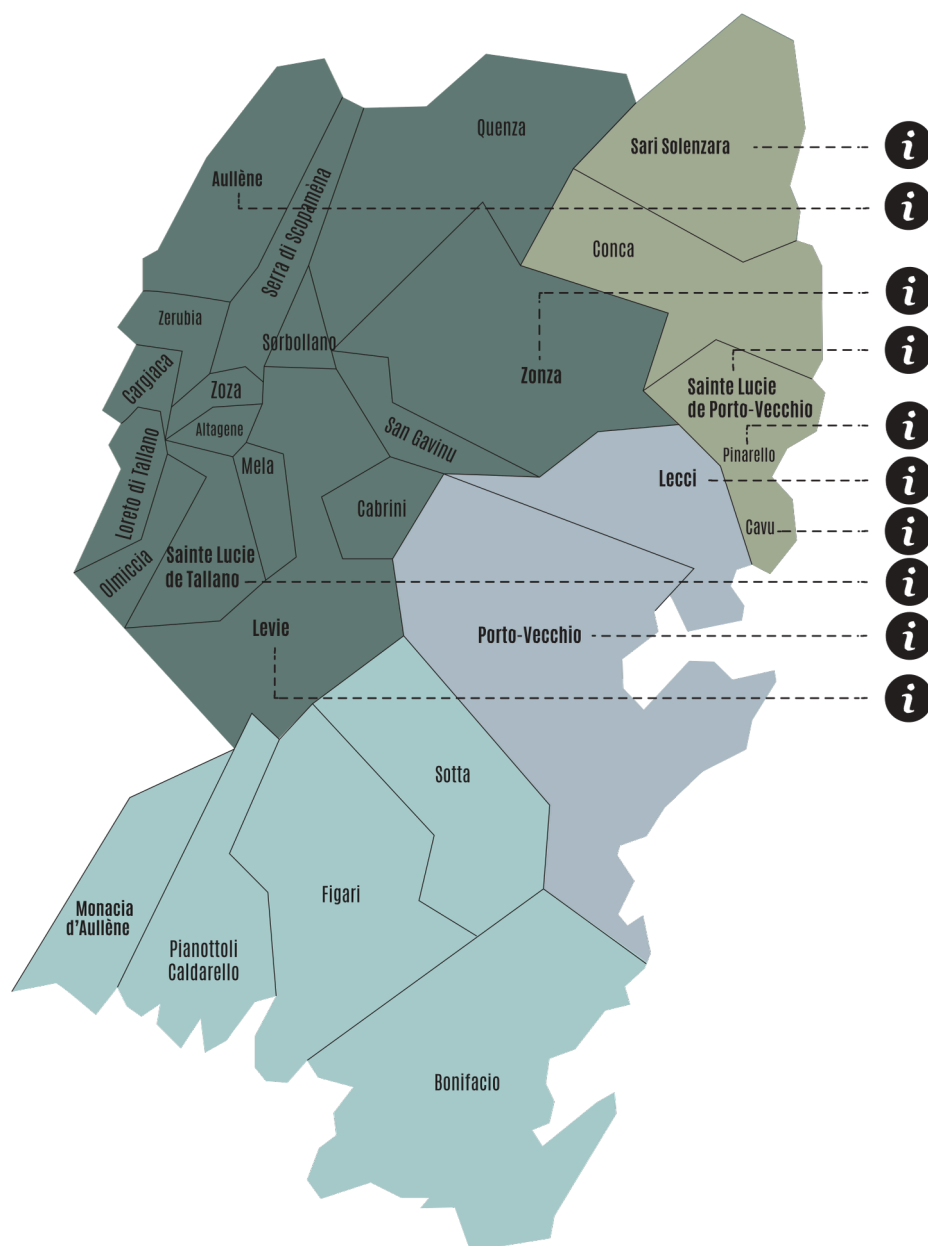 Quenza
Sari Solenzara
i
Aullène
i
Serra di Scopamèna
Conca
i
Zerubia
Sorbollano
i
Cargiaca
Zoza
Zonza
Sainte Lucie
de Porto-Vecchio
Altagene
San Gavinu
i
Pinarello
Loreto di Tallano
Mela
Lecci
i
Cabrini
Cavu
i
Olmiccia
Sainte Lucie
de Tallano
i
Levie
Porto-Vecchio
i
i
Sotta
Figari
Monacia
d'Aullène
Pianottoli
Caldarello
Bonifacio